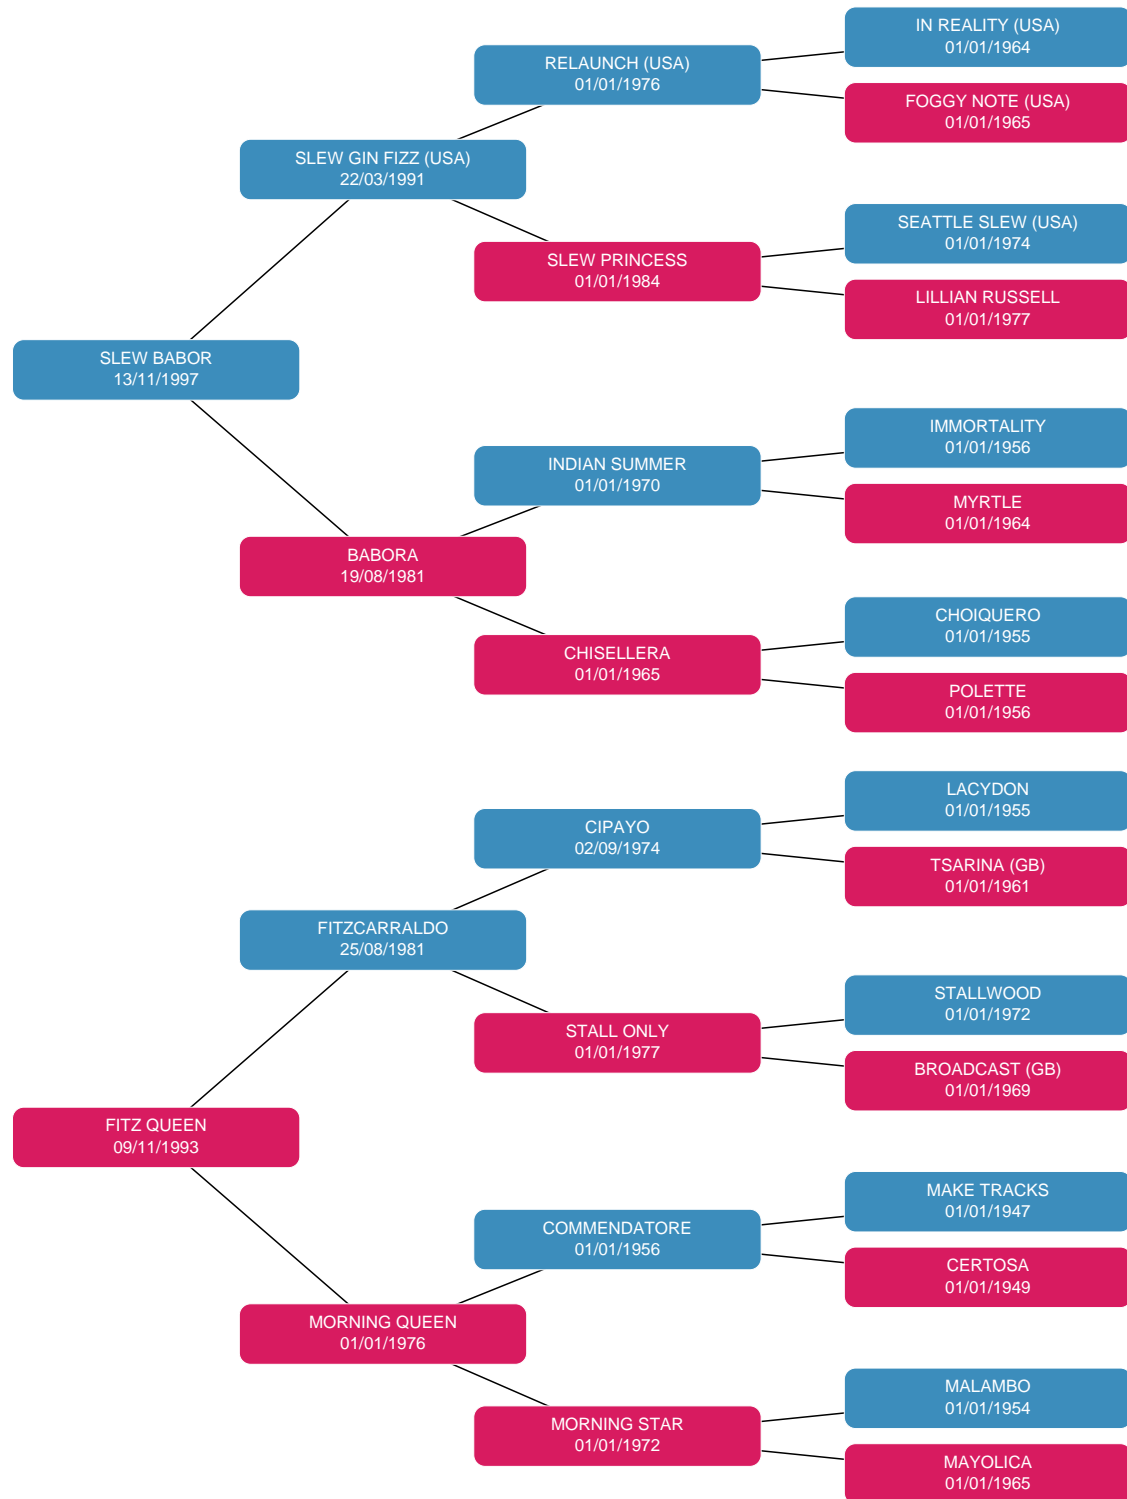 IN REALITY (USA)
01/01/1964
RELAUNCH (USA)
01/01/1976
FOGGY NOTE (USA)
01/01/1965
SLEW GIN FIZZ (USA)
22/03/1991
SEATTLE SLEW (USA)
01/01/1974
SLEW PRINCESS
01/01/1984
LILLIAN RUSSELL
01/01/1977
SLEW BABOR
13/11/1997
IMMORTALITY
01/01/1956
INDIAN SUMMER
01/01/1970
MYRTLE
01/01/1964
BABORA
19/08/1981
CHOIQUERO
01/01/1955
CHISELLERA
01/01/1965
POLETTE
01/01/1956
LACYDON
01/01/1955
CIPAYO
02/09/1974
TSARINA (GB)
01/01/1961
FITZCARRALDO
25/08/1981
STALLWOOD
01/01/1972
STALL ONLY
01/01/1977
BROADCAST (GB)
01/01/1969
FITZ QUEEN
09/11/1993
MAKE TRACKS
01/01/1947
COMMENDATORE
01/01/1956
CERTOSA
01/01/1949
MORNING QUEEN
01/01/1976
MALAMBO
01/01/1954
MORNING STAR
01/01/1972
MAYOLICA
01/01/1965